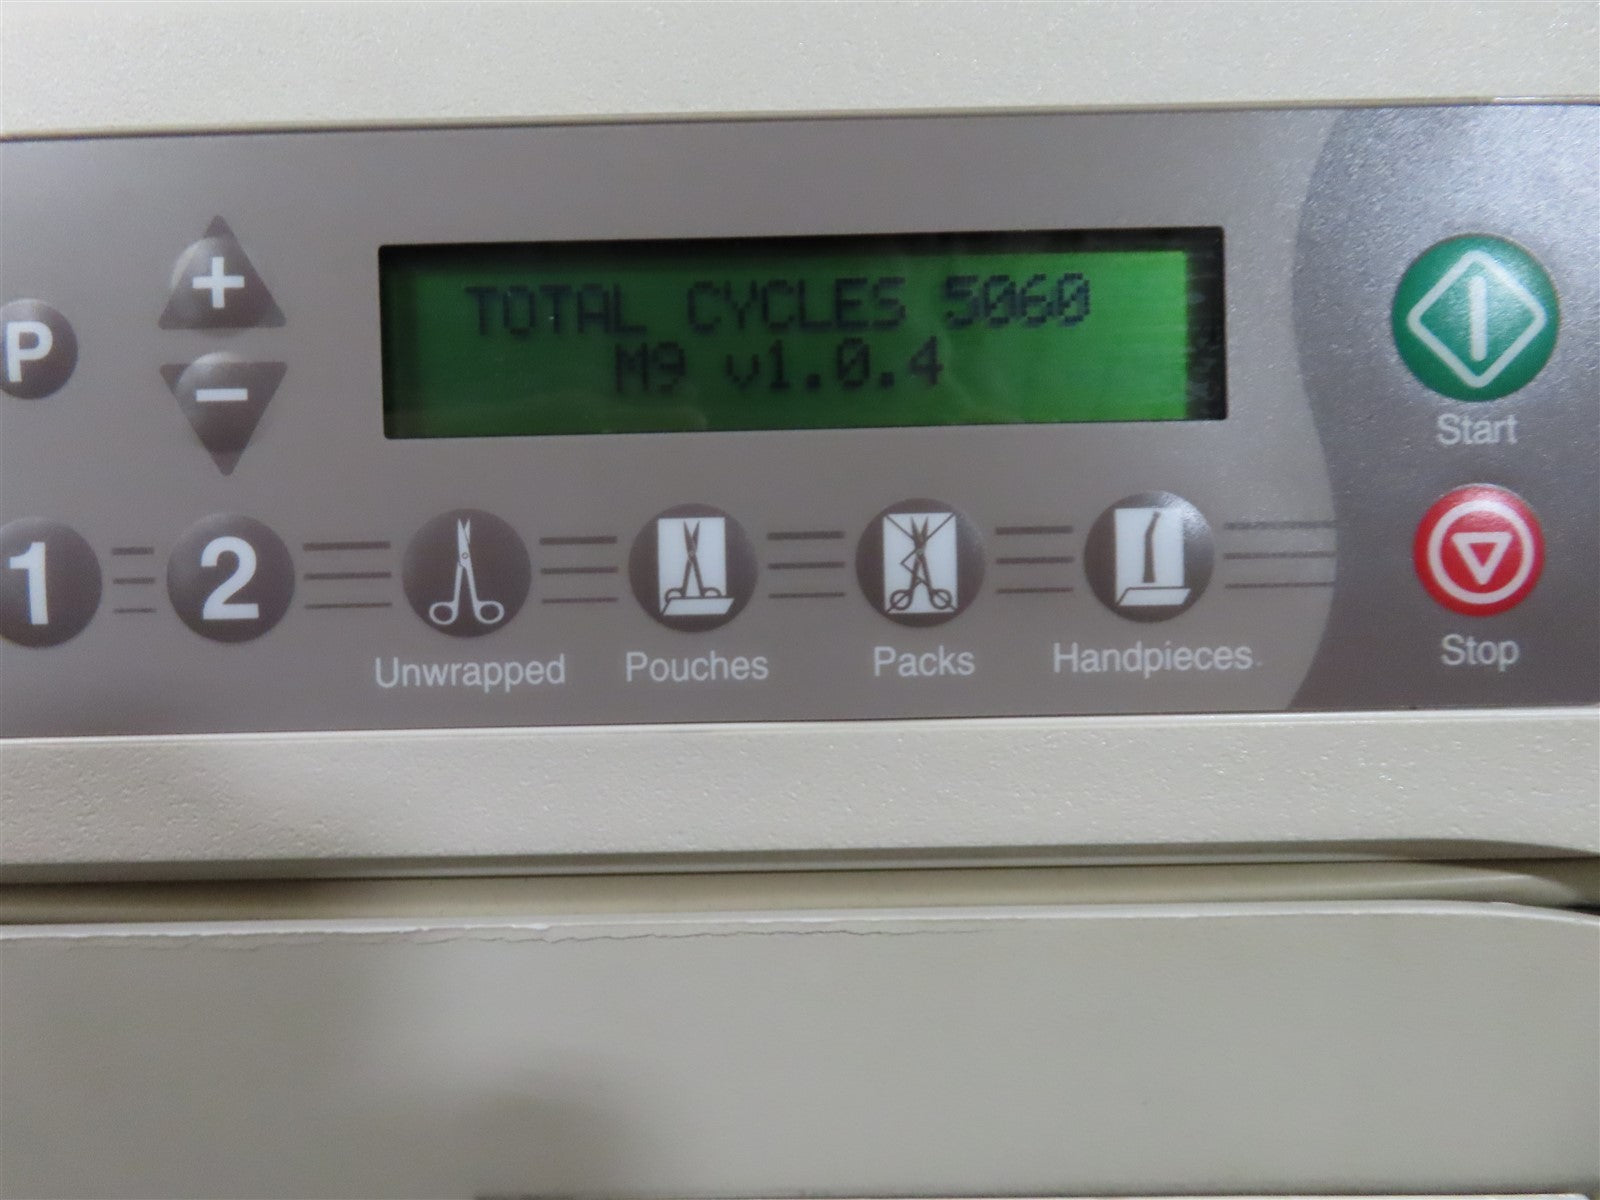 TOTAL CYCLES 5060
M9 v1.0.4
P
+
-
Start
1
2
Unwrapped
Pouches
Packs
Handpieces
Stop